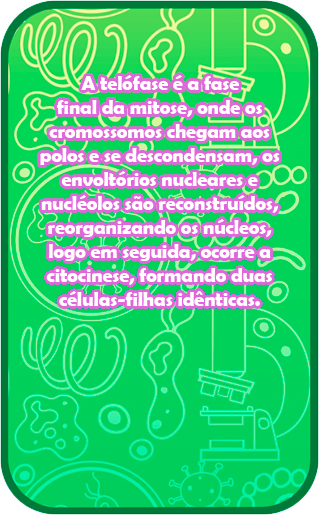 A telófase é a fase
final da mitose, onde os
cromossomos chegam aos
polos e se descondensam, os
envoltórios nucleares e
nucléolos são reconstruídos,
reorganizando os núcleos,
logo em seguida, ocorre a
citocinese, formando duas
células-filhas idênticas.